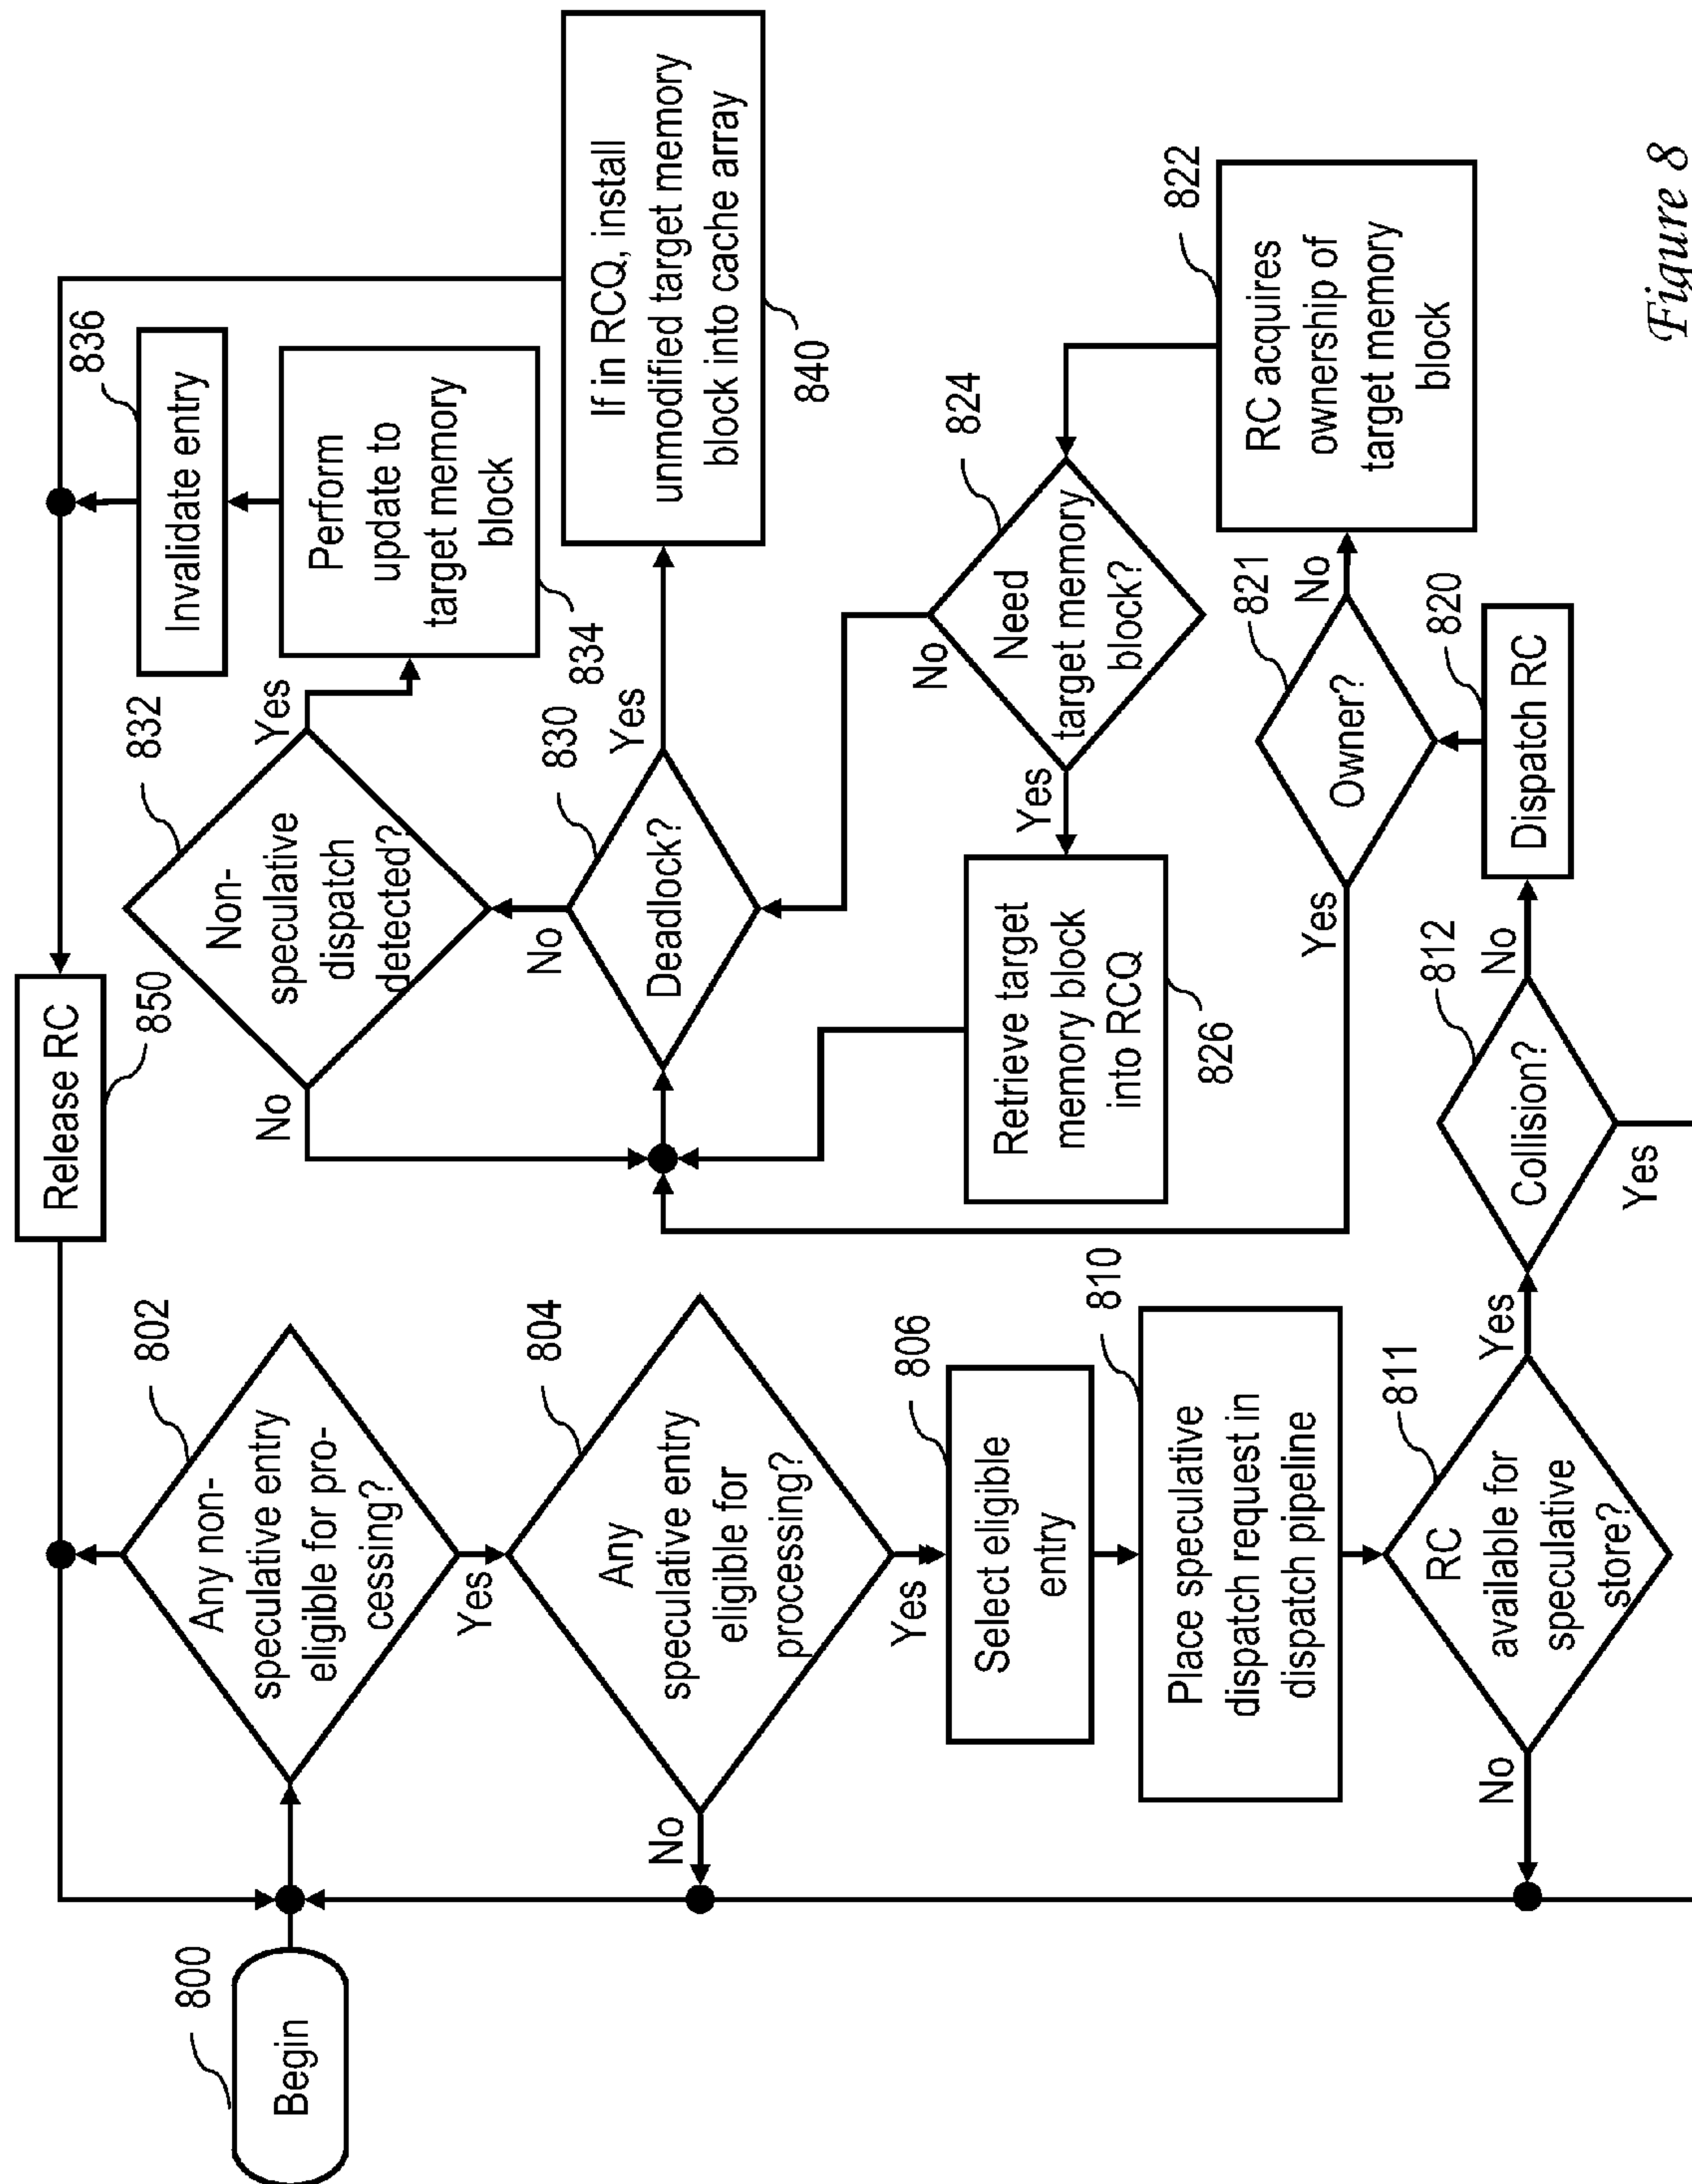 800
Begin
802
Any non-
speculative entry
eligible for pro-
cessing?
Yes
804
Any
speculative entry
eligible for
processing?
No
Yes
806
Select eligible
entry
810
Place speculative
dispatch request in
dispatch pipeline
811
RC
available for
speculative
store?
No
Yes
812
Collision?
Yes
No
820
Dispatch RC
821
Owner?
Yes
No
822
RC acquires
ownership of
target memory
block
824
Need
target memory
block?
No
Yes
Retrieve target
memory block
into RCQ
826
830
Deadlock?
No
Yes
832
Non-
speculative
dispatch
detected?
No
Yes
Perform
update to
target memory
block
834
836
Invalidate entry
If in RCQ, install
unmodified target memory
block into cache array
840
Release RC
850
Figure 8